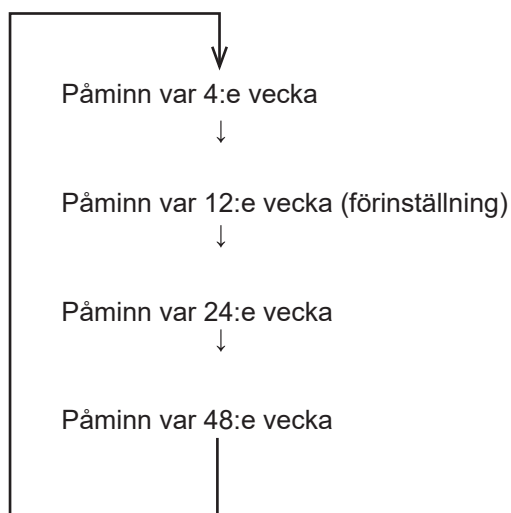 Påminn var 4:e vecka
↓
Påminn var 12:e vecka (förinställning)
↓
Påminn var 24:e vecka
↓
Påminn var 48:e vecka